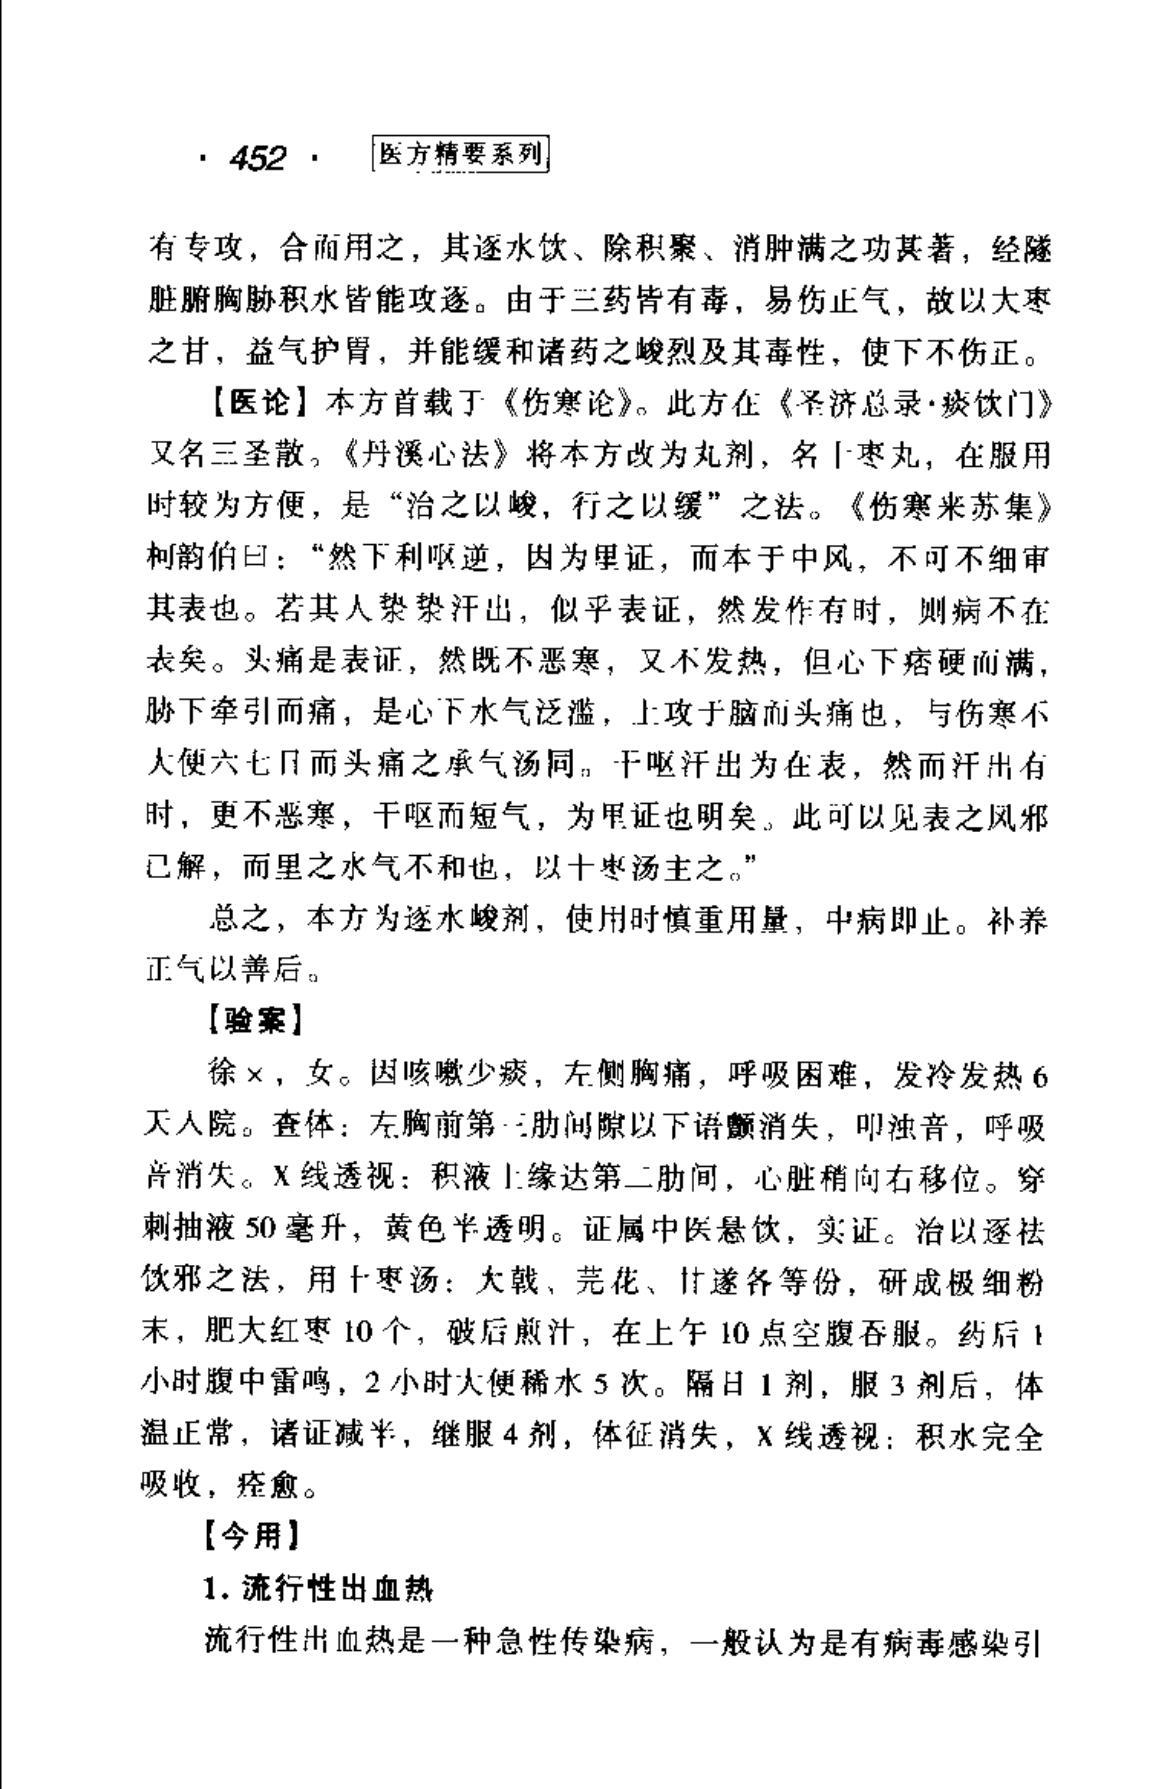 · 452 · 医方精要系列
有专攻，合而用之，其逐水饮、除积聚、消肿满之功甚著，经隧
脏腑胸胁积水皆能攻逐。由于三药皆有毒，易伤正气，故以大枣
之甘，益气护胃，并能缓和诸药之峻烈及其毒性，使下不伤正。
【医论】本方首载于《伤寒论》。此方在《圣济总录·痰饮门》
又名三圣散。《丹溪心法》将本方改为丸剂，名十枣丸，在服用
时较为方便，是“治之以峻，行之以缓”之法。《伤寒来苏集》
柯韵伯曰：“然下利呕逆，因为里证，而本于中风，不可不细审
其表也。若其人漐漐汗出，似乎表证，然发作有时，则病不在
表矣。头痛是表证，然既不恶寒，又不发热，但心下痞硬而满，
胁下牵引而痛，是心下水气泛滥，上攻于脑而头痛也，与伤寒不
大便六七日而头痛之承气汤同。干呕汗出为在表，然而汗出有
时，更不恶寒，干呕而短气，为里证也明矣。此可以见表之风邪
已解，而里之水气不和也，以十枣汤主之。”
总之，本方为逐水峻剂，使用时慎重用量，中病即止。补养
正气以善后。
【验案】
徐×，女。因咳嗽少痰，左侧胸痛，呼吸困难，发冷发热6
天入院。查体：左胸前第三肋间隙以下语颤消失，叩浊音，呼吸
音消失。X线透视：积液上缘达第二肋间，心脏稍向右移位。穿
刺抽液50毫升，黄色半透明。证属中医悬饮，实证。治以逐祛
饮邪之法，用十枣汤：大戟、芫花、甘遂各等份，研成极细粉
末，肥大红枣10个，破后煎汁，在上午10点空腹吞服。药后1
小时腹中雷鸣，2小时大便稀水5次。隔日1剂，服3剂后，体
温正常，诸证减半，继服4剂，体征消失，X线透视：积水完全
吸收，痊愈。
【今用】
1. 流行性出血热
流行性出血热是一种急性传染病，一般认为是有病毒感染引